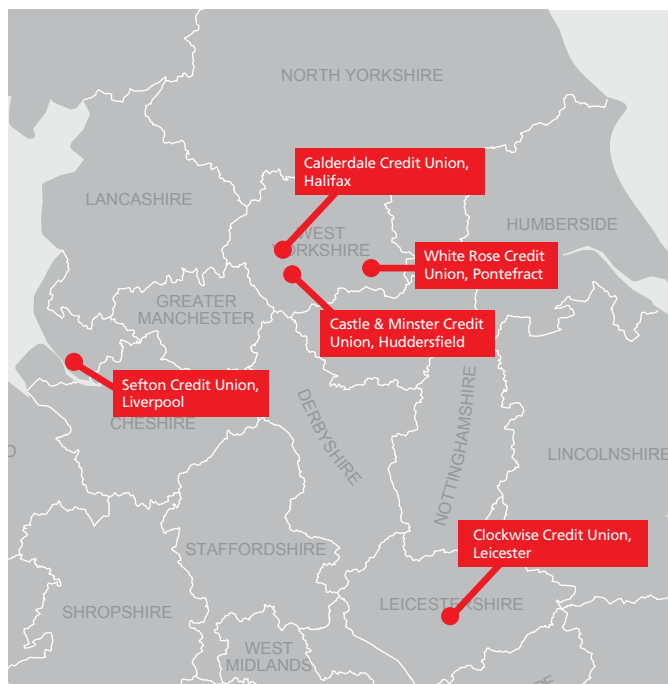 NORTH YORKSHIRE
Calderdale Credit Union,
Halifax
LANCASHIRE
WEST
YORKSHIRE
HUMBERSIDE
White Rose Credit
Union, Pontefract
GREATER
MANCHESTER
Castle & Minster Credit
Union, Huddersfield
Sefton Credit Union,
Liverpool
CHESHIRE
DERBYSHIRE
NOTTINGHAMSHIRE
LINCOLNSHIRE
D
Clockwise Credit Union,
Leicester
STAFFORDSHIRE
SHROPSHIRE
LEICESTERSHIRE
WEST
MIDLANDS